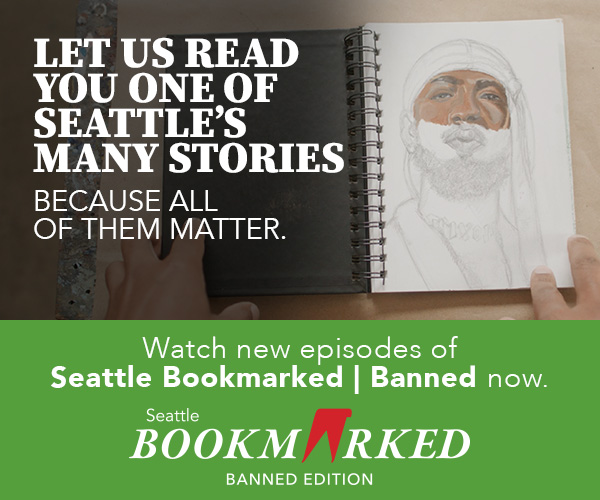 LET US READ
YOU ONE OF
SEATTLE'S
MANY STORIES
BECAUSE ALL
OF THEM MATTER.
Watch new episodes of
Seattle Bookmarked | Banned now.
Seattle
BOOKMARKED
BANNED EDITION